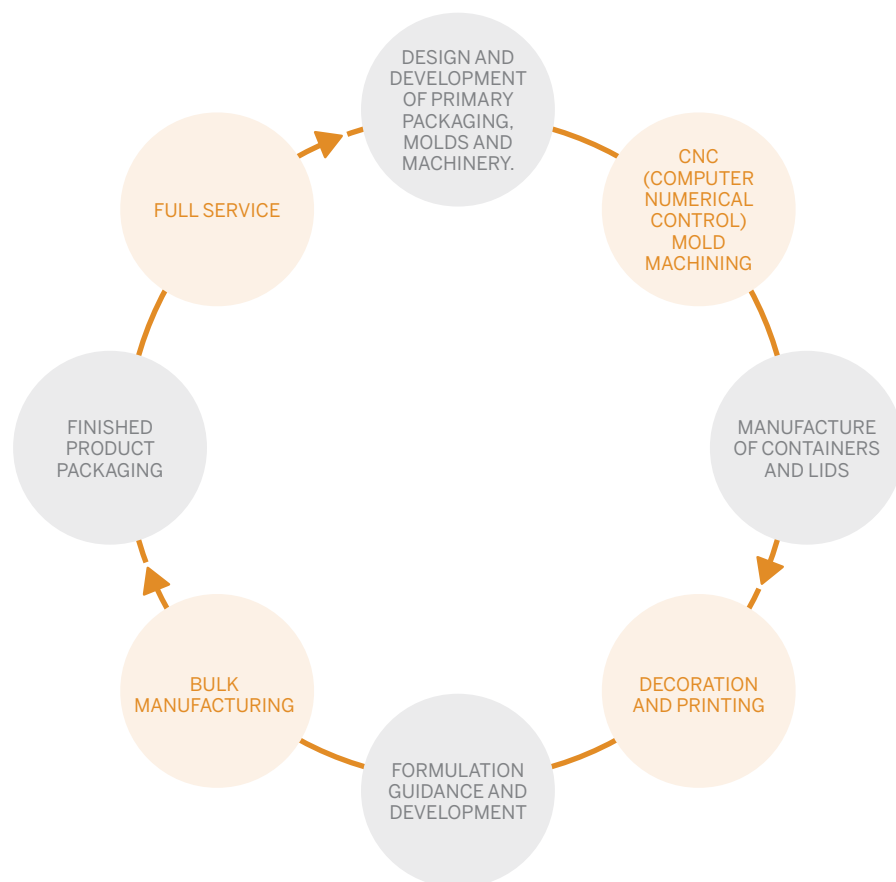 DESIGN AND
DEVELOPMENT
OF PRIMARY
PACKAGING,
MOLDS AND
MACHINERY.
CNC
(COMPUTER
NUMERICAL
CONTROL)
MOLD
MACHINING
MANUFACTURE
OF CONTAINERS
AND LIDS
DECORATION
AND PRINTING
FORMULATION
GUIDANCE AND
DEVELOPMENT
BULK
MANUFACTURING
FINISHED
PRODUCT
PACKAGING
FULL SERVICE